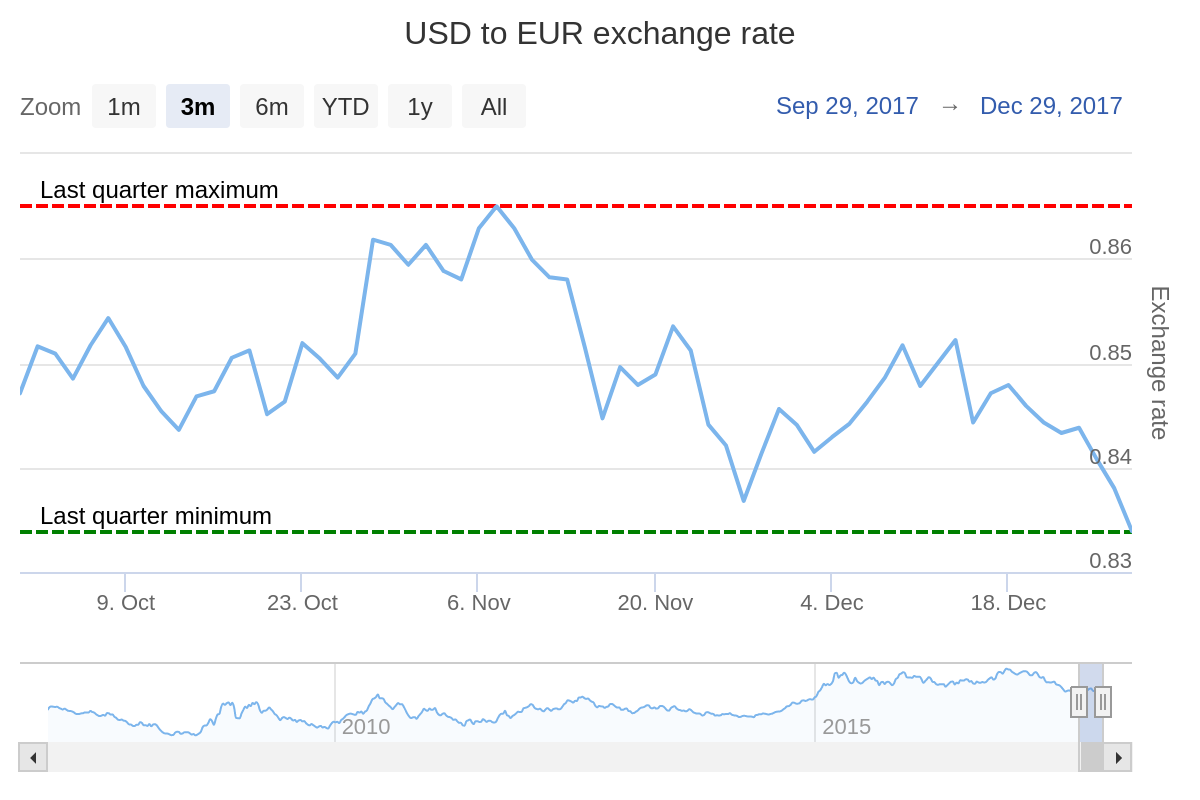 USD to EUR exchange rate
Zoom 1m 3m 6m YTD 1y All Sep 29, 2017 → Dec 29, 2017
Last quarter maximum
0.86
Exchange rate
0.85
0.84
Last quarter minimum
0.83
9. Oct 23. Oct 6. Nov 20. Nov 4. Dec 18. Dec
2010 2015